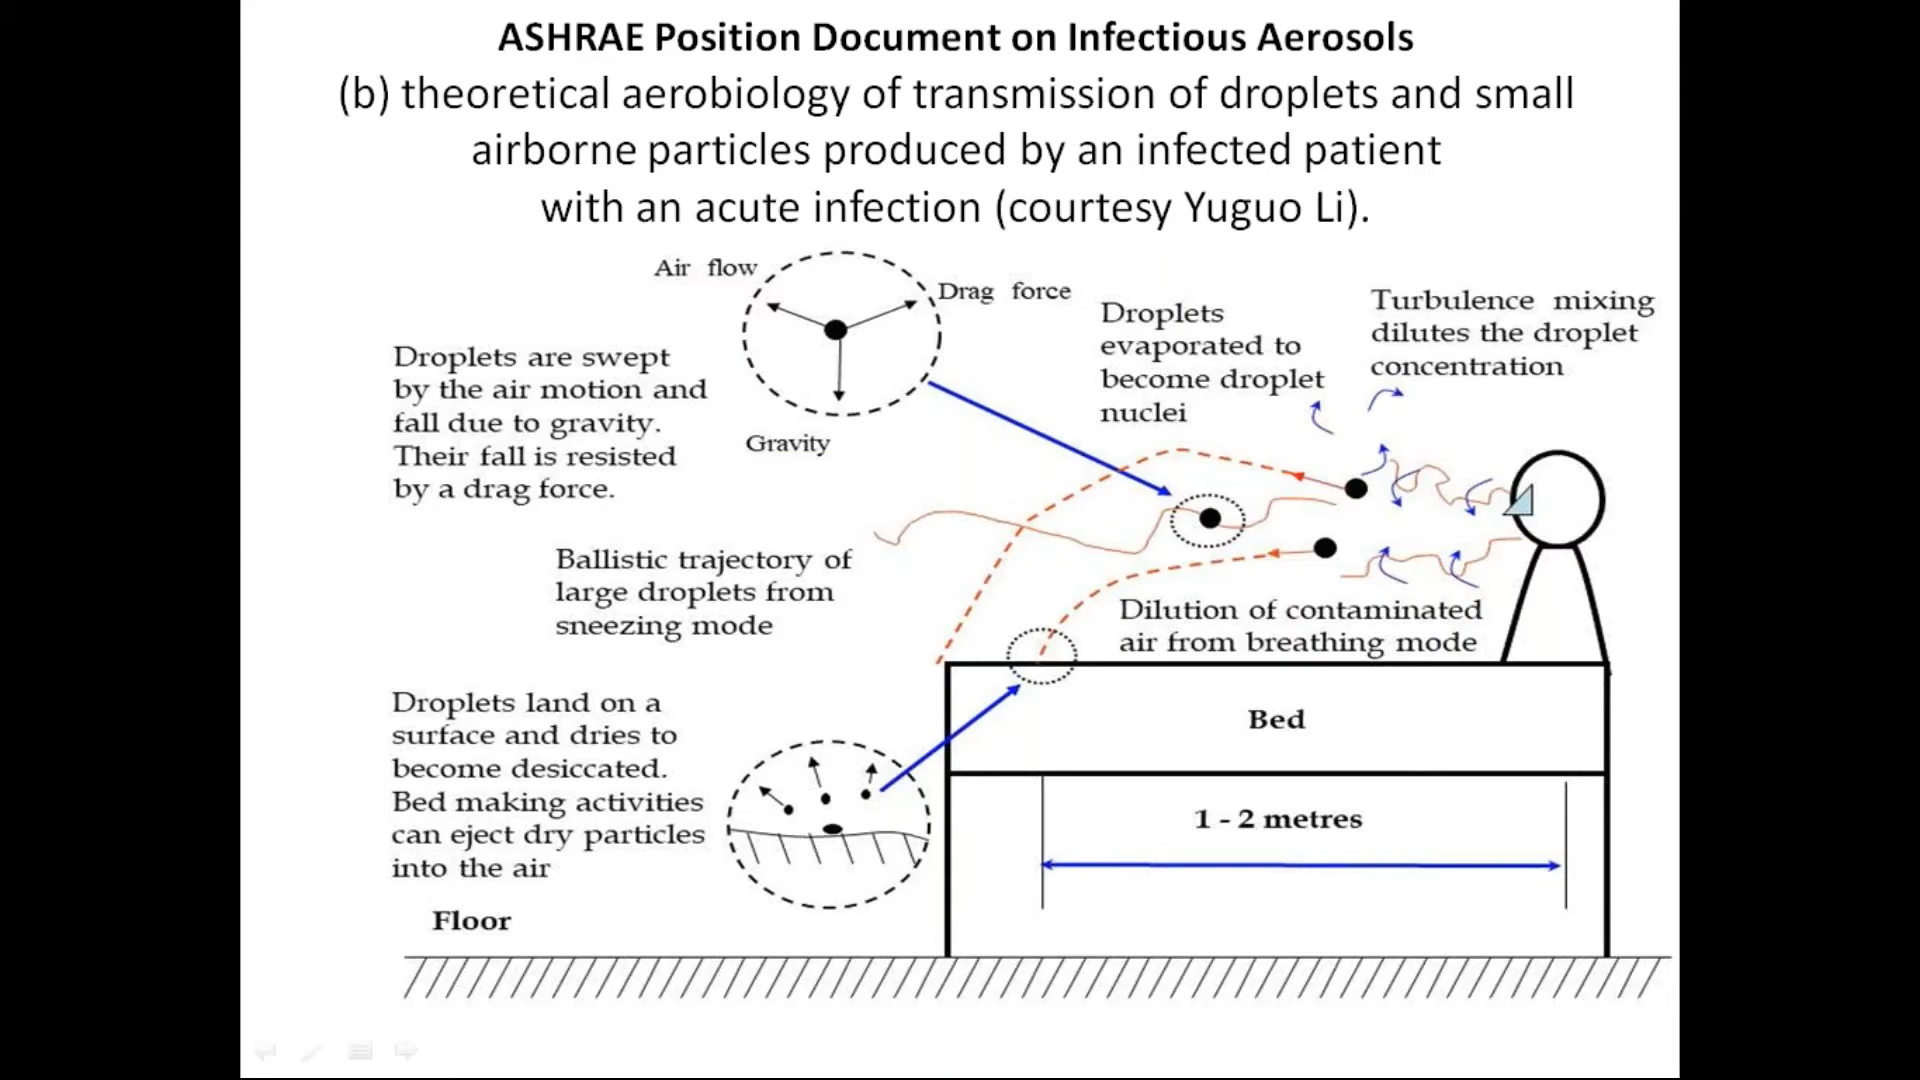 ASHRAE Position Document on Infectious Aerosols
(b) theoretical aerobiology of transmission of droplets and small
airborne particles produced by an infected patient
with an acute infection (courtesy Yuguo Li).
Air flow
Drag force
Gravity
Droplets are swept
by the air motion and
fall due to gravity.
Their fall is resisted
by a drag force.
Droplets
evaporated to
become droplet
nuclei
Turbulence mixing
dilutes the droplet
concentration
Ballistic trajectory of
large droplets from
sneezing mode
Dilution of contaminated
air from breathing mode
Droplets land on a
surface and dries to
become desiccated.
Bed making activities
can eject dry particles
into the air
Bed
1 - 2 metres
Floor